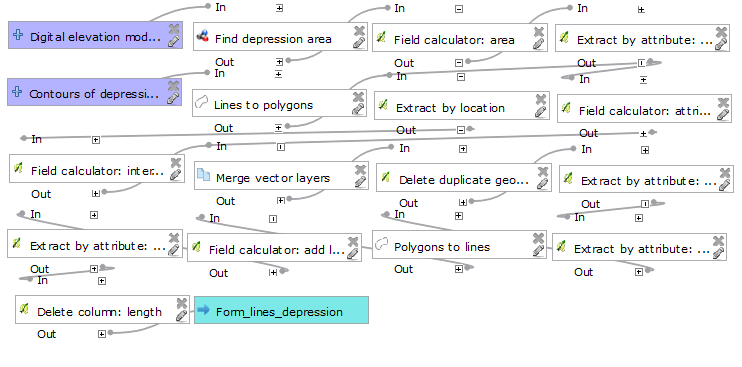 In In In
Digital elevation mod... Find depression area Field calculator: area Extract by attribute: ...
Out Out Out
In In In
Contours of depressi... Lines to polygons Extract by location Field calculator: attri...
Out Out Out
In In
Field calculator: inter... Merge vector layers Delete duplicate geo... Extract by attribute: ...
In
Out Out Out Out
In In In In
Extract by attribute: ... Field calculator: add l... Polygons to lines Extract by attribute: ...
Out Out Out Out
In
Delete column: length Form_lines_depression
Out